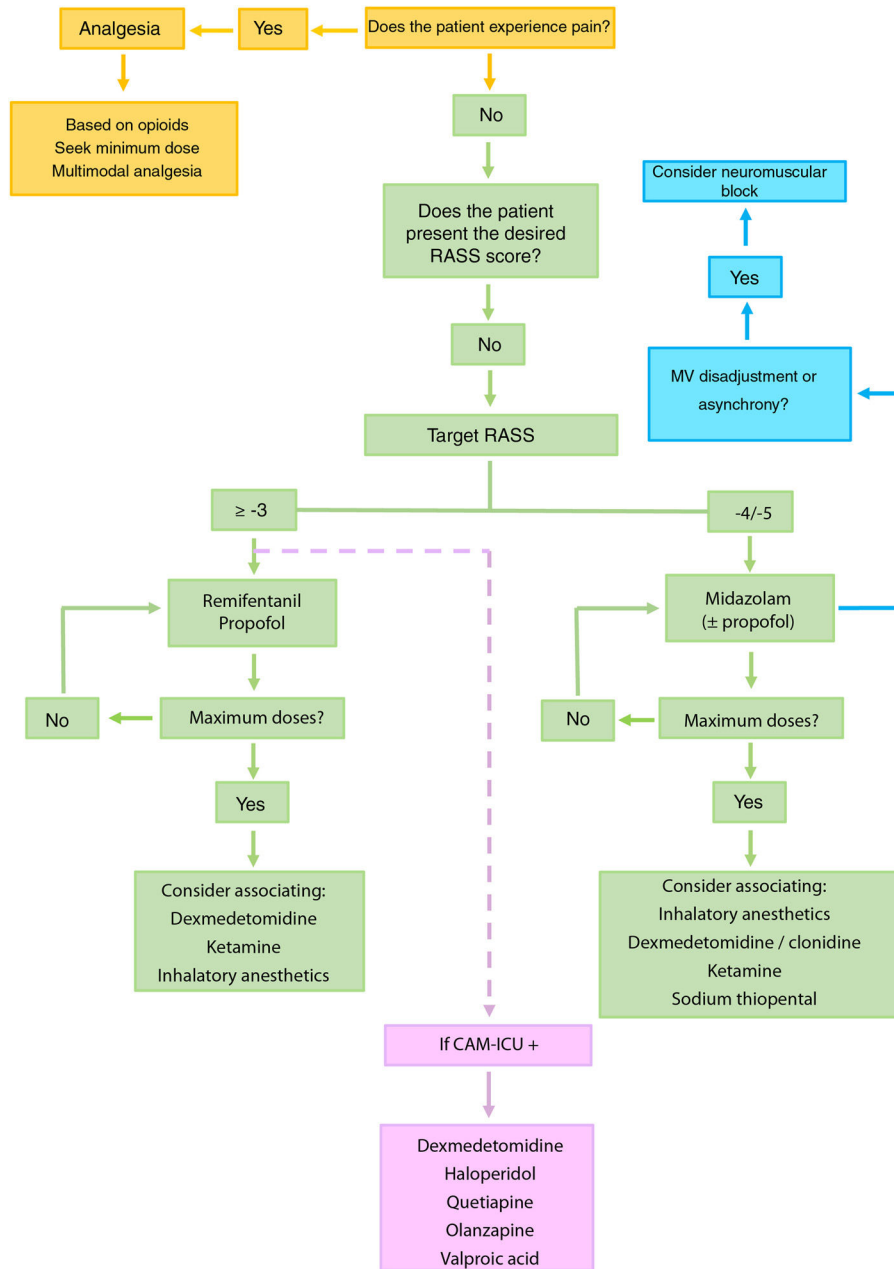 Analgesia
Yes
Does the patient experience pain?
Based on opioids
Seek minimum dose
Multimodal analgesia
No
Does the patient
present the desired
RASS score?
No
Target RASS
Consider neuromuscular
block
Yes
MV disadjustment or
asynchrony?
≥ -3
-4/-5
Remifentanil
Propofol
No
Maximum doses?
Yes
Consider associating:
Dexmedetomidine
Ketamine
Inhalatory anesthetics
Midazolam
(± propofol)
No
Maximum doses?
Yes
Consider associating:
Inhalatory anesthetics
Dexmedetomidine / clonidine
Ketamine
Sodium thiopental
If CAM-ICU +
Dexmedetomidine
Haloperidol
Quetiapine
Olanzapine
Valproic acid